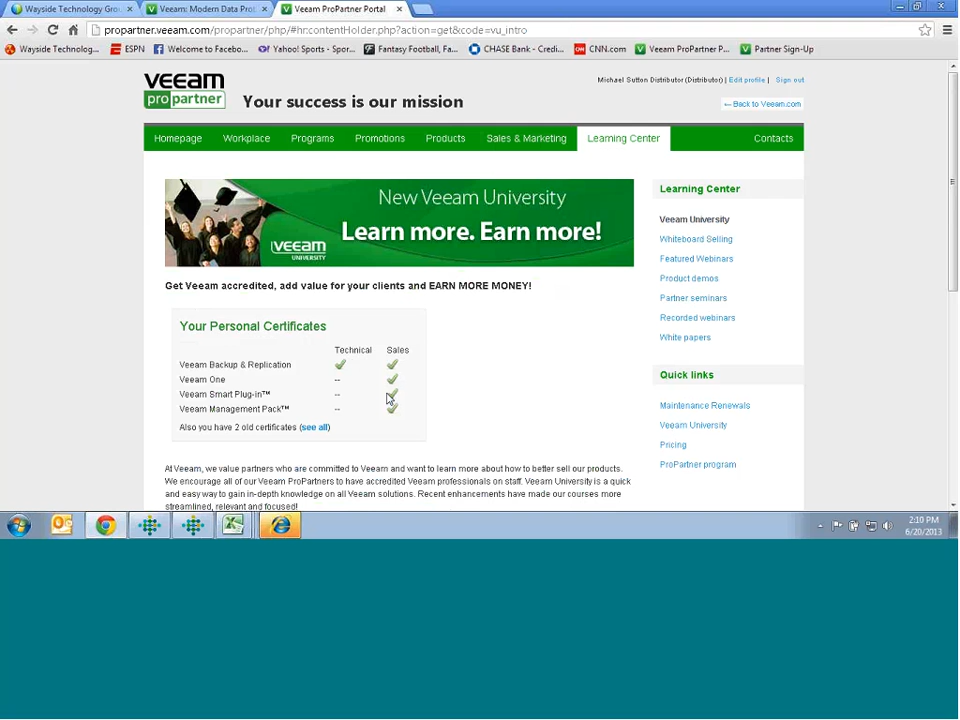 Wayside Technology Grou
Veeam: Modern Data Prot
Veeam ProPartner Portal
propartner.veeam.com/propartner/php/#hr:contentHolder.php?action=get&code=vu_intro
Wayside Technolog... ESPN Welcome to Facebo... Yahoo! Sports - Spor... Fantasy Football, Fa... CHASE Bank - Credi... CNN.com Veeam ProPartner P... Partner Sign-Up
veeam
propartner
Your success is our mission
Michael Sutton Distributor (Distributor) | Edit profile | Sign out
← Back to Veeam.com
Homepage Workplace Programs Promotions Products Sales & Marketing Learning Center Contacts
New Veeam University
Learn more. Earn more!
veeam
UNIVERSITY
Get Veeam accredited, add value for your clients and EARN MORE MONEY!
Your Personal Certificates
Technical Sales
Veeam Backup & Replication
Veeam One --
Veeam Smart Plug-in™ --
Veeam Management Pack™ --
Also you have 2 old certificates (see all)
At Veeam, we value partners who are committed to Veeam and want to learn more about how to better sell our products.
We encourage all of our Veeam ProPartners to have accredited Veeam professionals on staff. Veeam University is a quick
and easy way to gain in-depth knowledge on all Veeam solutions. Recent enhancements have made our courses more
streamlined, relevant and focused!
Learning Center
Veeam University
Whiteboard Selling
Featured Webinars
Product demos
Partner seminars
Recorded webinars
White papers
Quick links
Maintenance Renewals
Veeam University
Pricing
ProPartner program
2:10 PM
6/20/2013